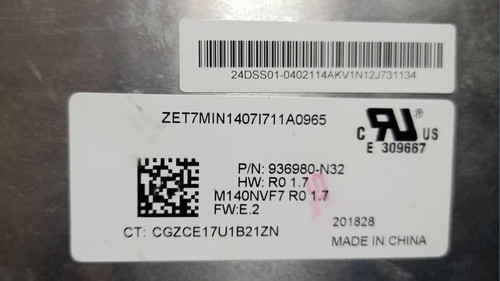 24DSS01-0402114AKV1N12J731134
ZET7MIN1407I711A0965
C RU US
E 309667
P/N: 936980-N32
HW: R0 1.7
M140NVF7 R0 1.7
FW:E.2
201828
CT: CGZCE17U1B21ZN
MADE IN CHINA